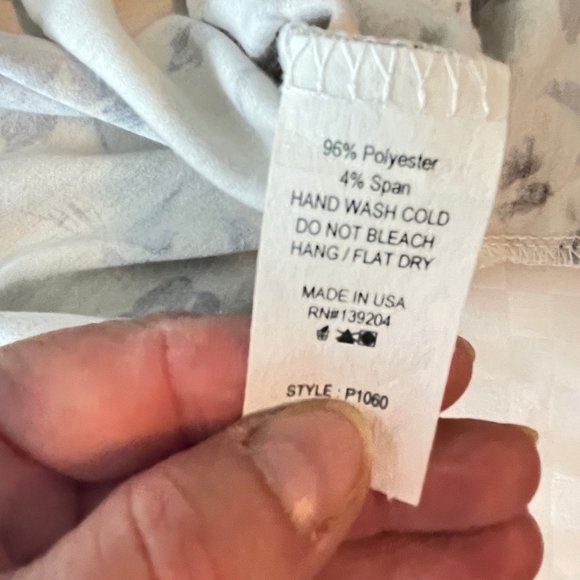 96% Polyester
4% Span
HAND WASH COLD
DO NOT BLEACH
HANG / FLAT DRY
MADE IN USA
RN#139204
STYLE : P1060